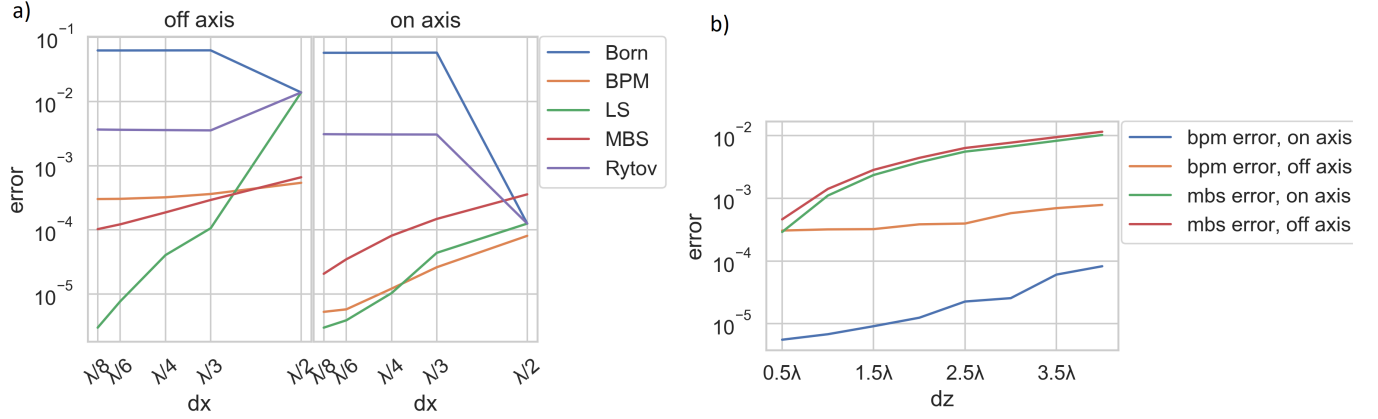 a)
off axis
on axis
error
10⁻¹
10⁻²
10⁻³
10⁻⁴
10⁻⁵
λ/8 λ/6 λ/4 λ/3 λ/2
λ/8 λ/6 λ/4 λ/3 λ/2
dx
dx
Born
BPM
LS
MBS
Rytov
b)
error
10⁻²
10⁻³
10⁻⁴
10⁻⁵
0.5λ 1.5λ 2.5λ 3.5λ
dz
bpm error, on axis
bpm error, off axis
mbs error, on axis
mbs error, off axis